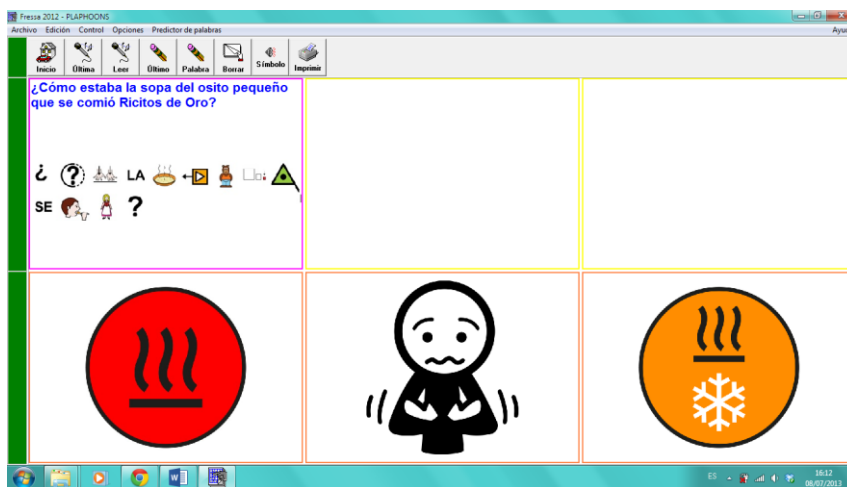 Fressa 2012 - PLAPHOONS
Archivo Edición Control Opciones Predictor de palabras Ayu
Inicio Última Leer Último Palabra Borrar Símbolo Imprimir
¿Cómo estaba la sopa del osito pequeño
que se comió Ricitos de Oro?
¿ ? LA
SE ?
W
ES 16:12
08/07/2013